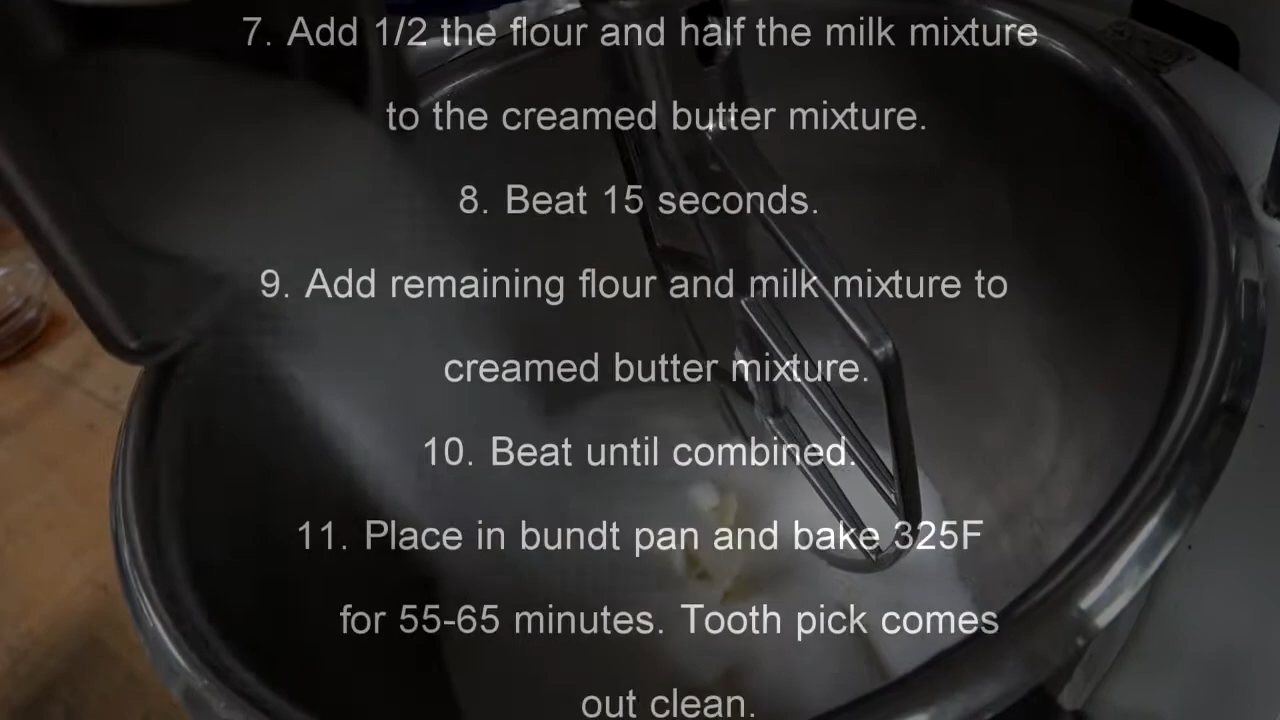 7. Add 1/2 the flour and half the milk mixture
to the creamed butter mixture.
8. Beat 15 seconds.
9. Add remaining flour and milk mixture to
creamed butter mixture.
10. Beat until combined.
11. Place in bundt pan and bake 325F
for 55-65 minutes. Tooth pick comes
out clean.